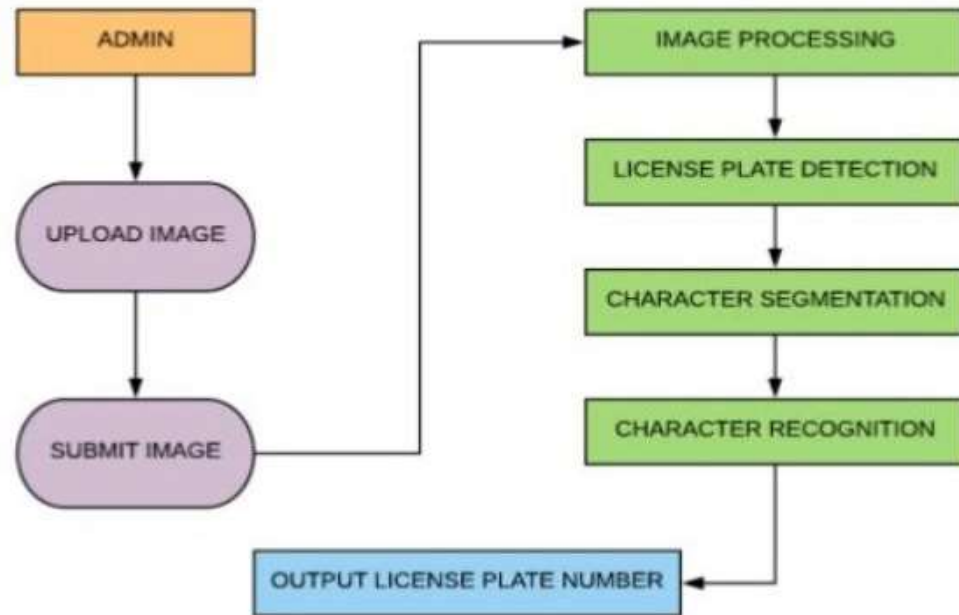 ADMIN
UPLOAD IMAGE
SUBMIT IMAGE
IMAGE PROCESSING
LICENSE PLATE DETECTION
CHARACTER SEGMENTATION
CHARACTER RECOGNITION
OUTPUT LICENSE PLATE NUMBER